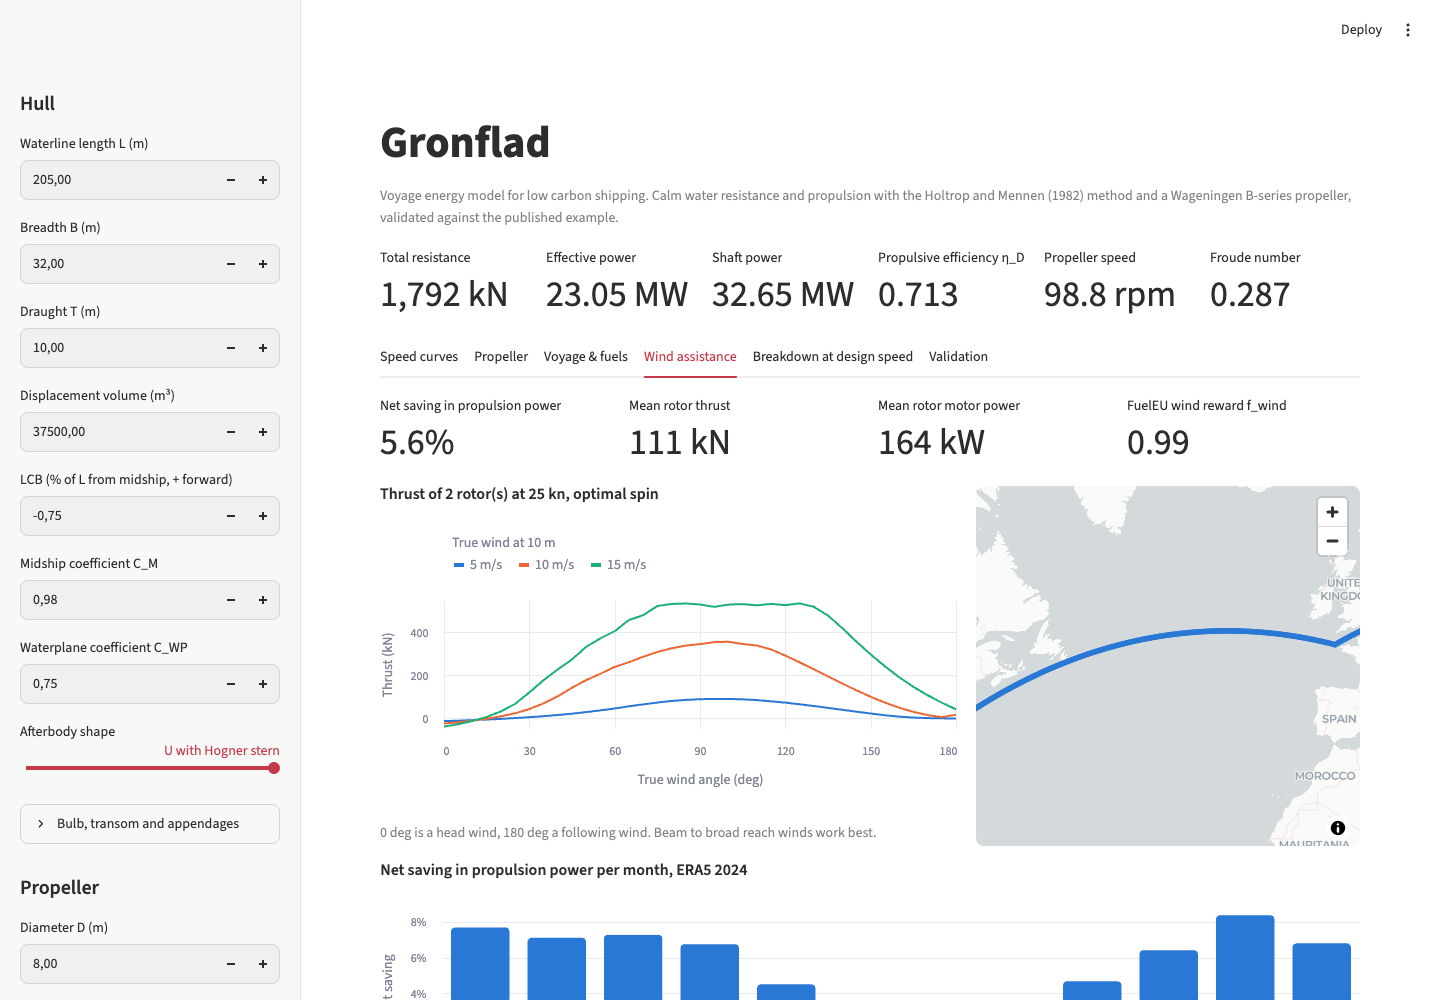 Deploy
Hull
Waterline length L (m)
205,00
Breadth B (m)
32,00
Draught T (m)
10,00
Displacement volume (m³)
37500,00
LCB (% of L from midship, + forward)
-0,75
Midship coefficient C_M
0,98
Waterplane coefficient C_WP
0,75
Afterbody shape
U with Hogner stern
Bulb, transom and appendages
Propeller
Diameter D (m)
8,00
Gronflad
Voyage energy model for low carbon shipping. Calm water resistance and propulsion with the Holtrop and Mennen (1982) method and a Wageningen B-series propeller,
validated against the published example.
Total resistance
1,792 kN
Effective power
23.05 MW
Shaft power
32.65 MW
Propulsive efficiency η_D
0.713
Propeller speed
98.8 rpm
Froude number
0.287
Speed curves Propeller Voyage & fuels Wind assistance Breakdown at design speed Validation
Net saving in propulsion power
5.6%
Mean rotor thrust
111 kN
Mean rotor motor power
164 kW
FuelEU wind reward f_wind
0.99
Thrust of 2 rotor(s) at 25 kn, optimal spin
True wind at 10 m
5 m/s 10 m/s 15 m/s
Thrust (kN)
400
200
0
0 30 60 90 120 150 180
True wind angle (deg)
0 deg is a head wind, 180 deg a following wind. Beam to broad reach winds work best.
UNITE
KINGDO
SPAIN
MOROCCO
MAURITANIA
Net saving in propulsion power per month, ERA5 2024
8%
6%
4%
t saving